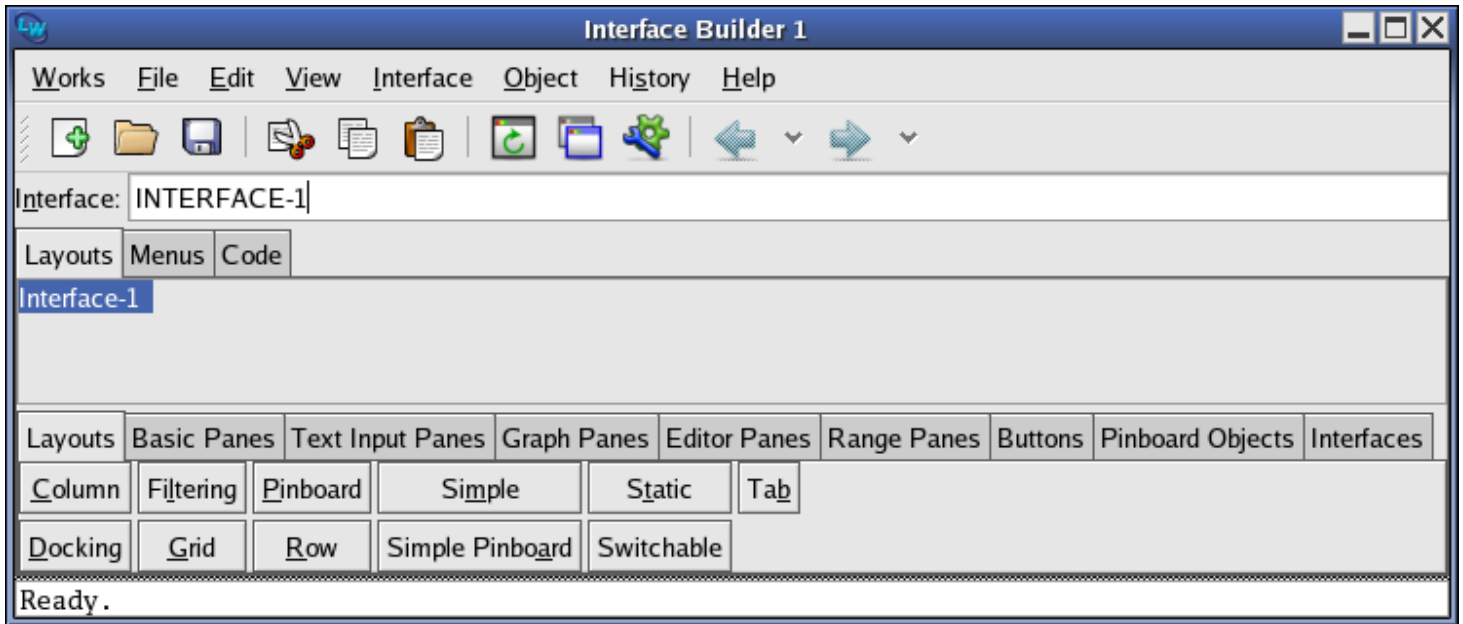 LW Interface Builder 1
Works File Edit View Interface Object History Help
Interface: INTERFACE-1
Layouts Menus Code
Interface-1
Layouts Basic Panes Text Input Panes Graph Panes Editor Panes Range Panes Buttons Pinboard Objects Interfaces
Column Filtering Pinboard Simple Static Tab
Docking Grid Row Simple Pinboard Switchable
Ready.